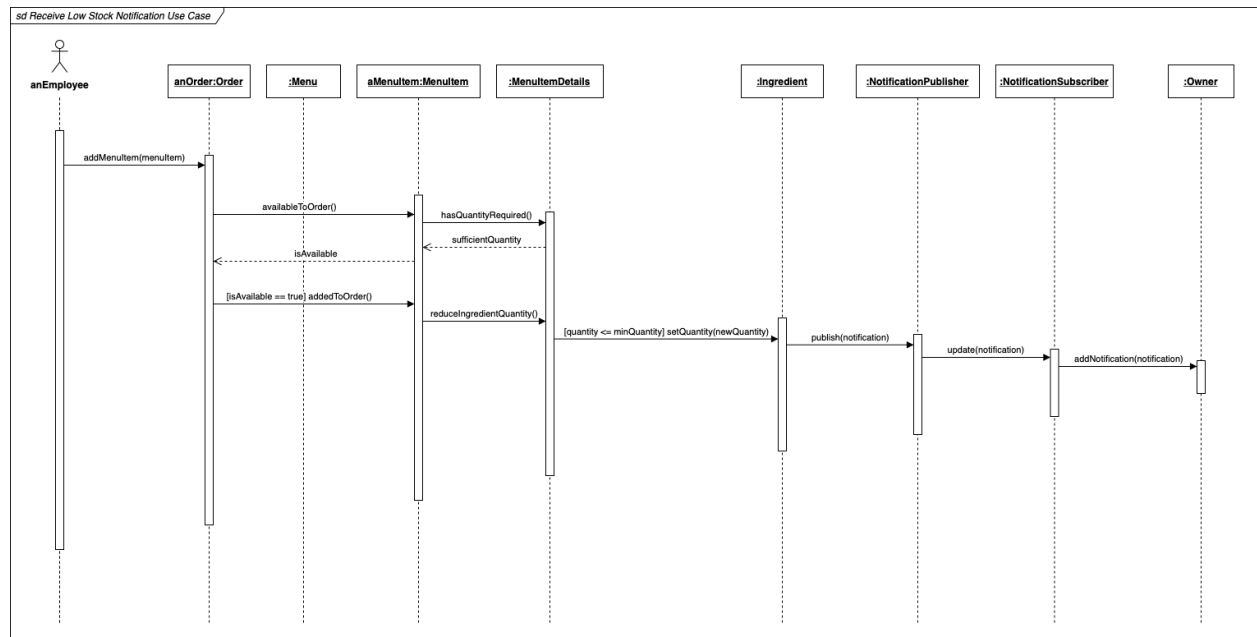 sd Receive Low Stock Notification Use Case
anEmployee
anOrder:Order
:Menu
aMenuItem:MenuItem
:MenuItemDetails
:Ingredient
:NotificationPublisher
:NotificationSubscriber
:Owner
addMenuItem(menuItem)
availableToOrder()
hasQuantityRequired()
sufficientQuantity
isAvailable
[isAvailable == true] addedToOrder()
reduceIngredientQuantity()
[quantity <= minQuantity] setQuantity(newQuantity)
publish(notification)
update(notification)
addNotification(notification)